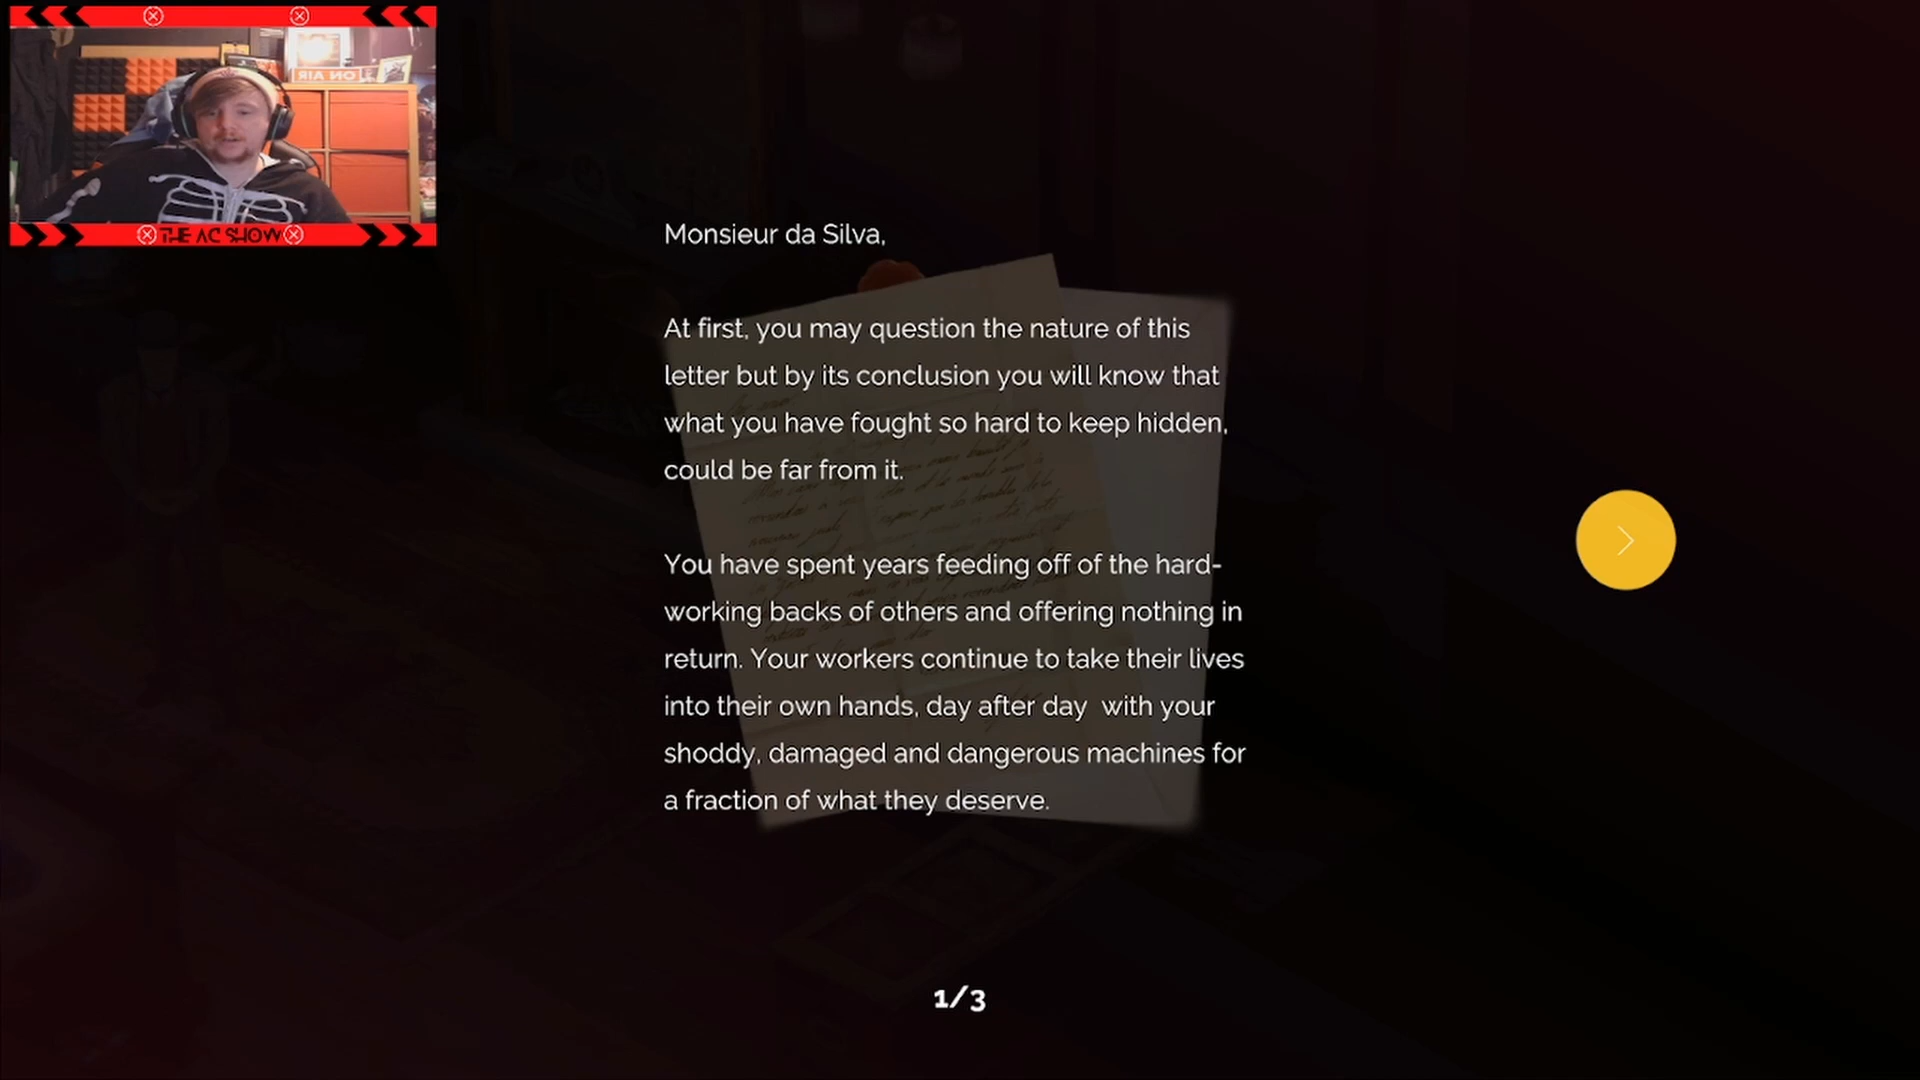 ON AIR
THE AC SHOW
Monsieur da Silva,
At first, you may question the nature of this
letter but by its conclusion you will know that
what you have fought so hard to keep hidden,
could be far from it.
You have spent years feeding off of the hard-
working backs of others and offering nothing in
return. Your workers continue to take their lives
into their own hands, day after day  with your
shoddy, damaged and dangerous machines for
a fraction of what they deserve.
1/3